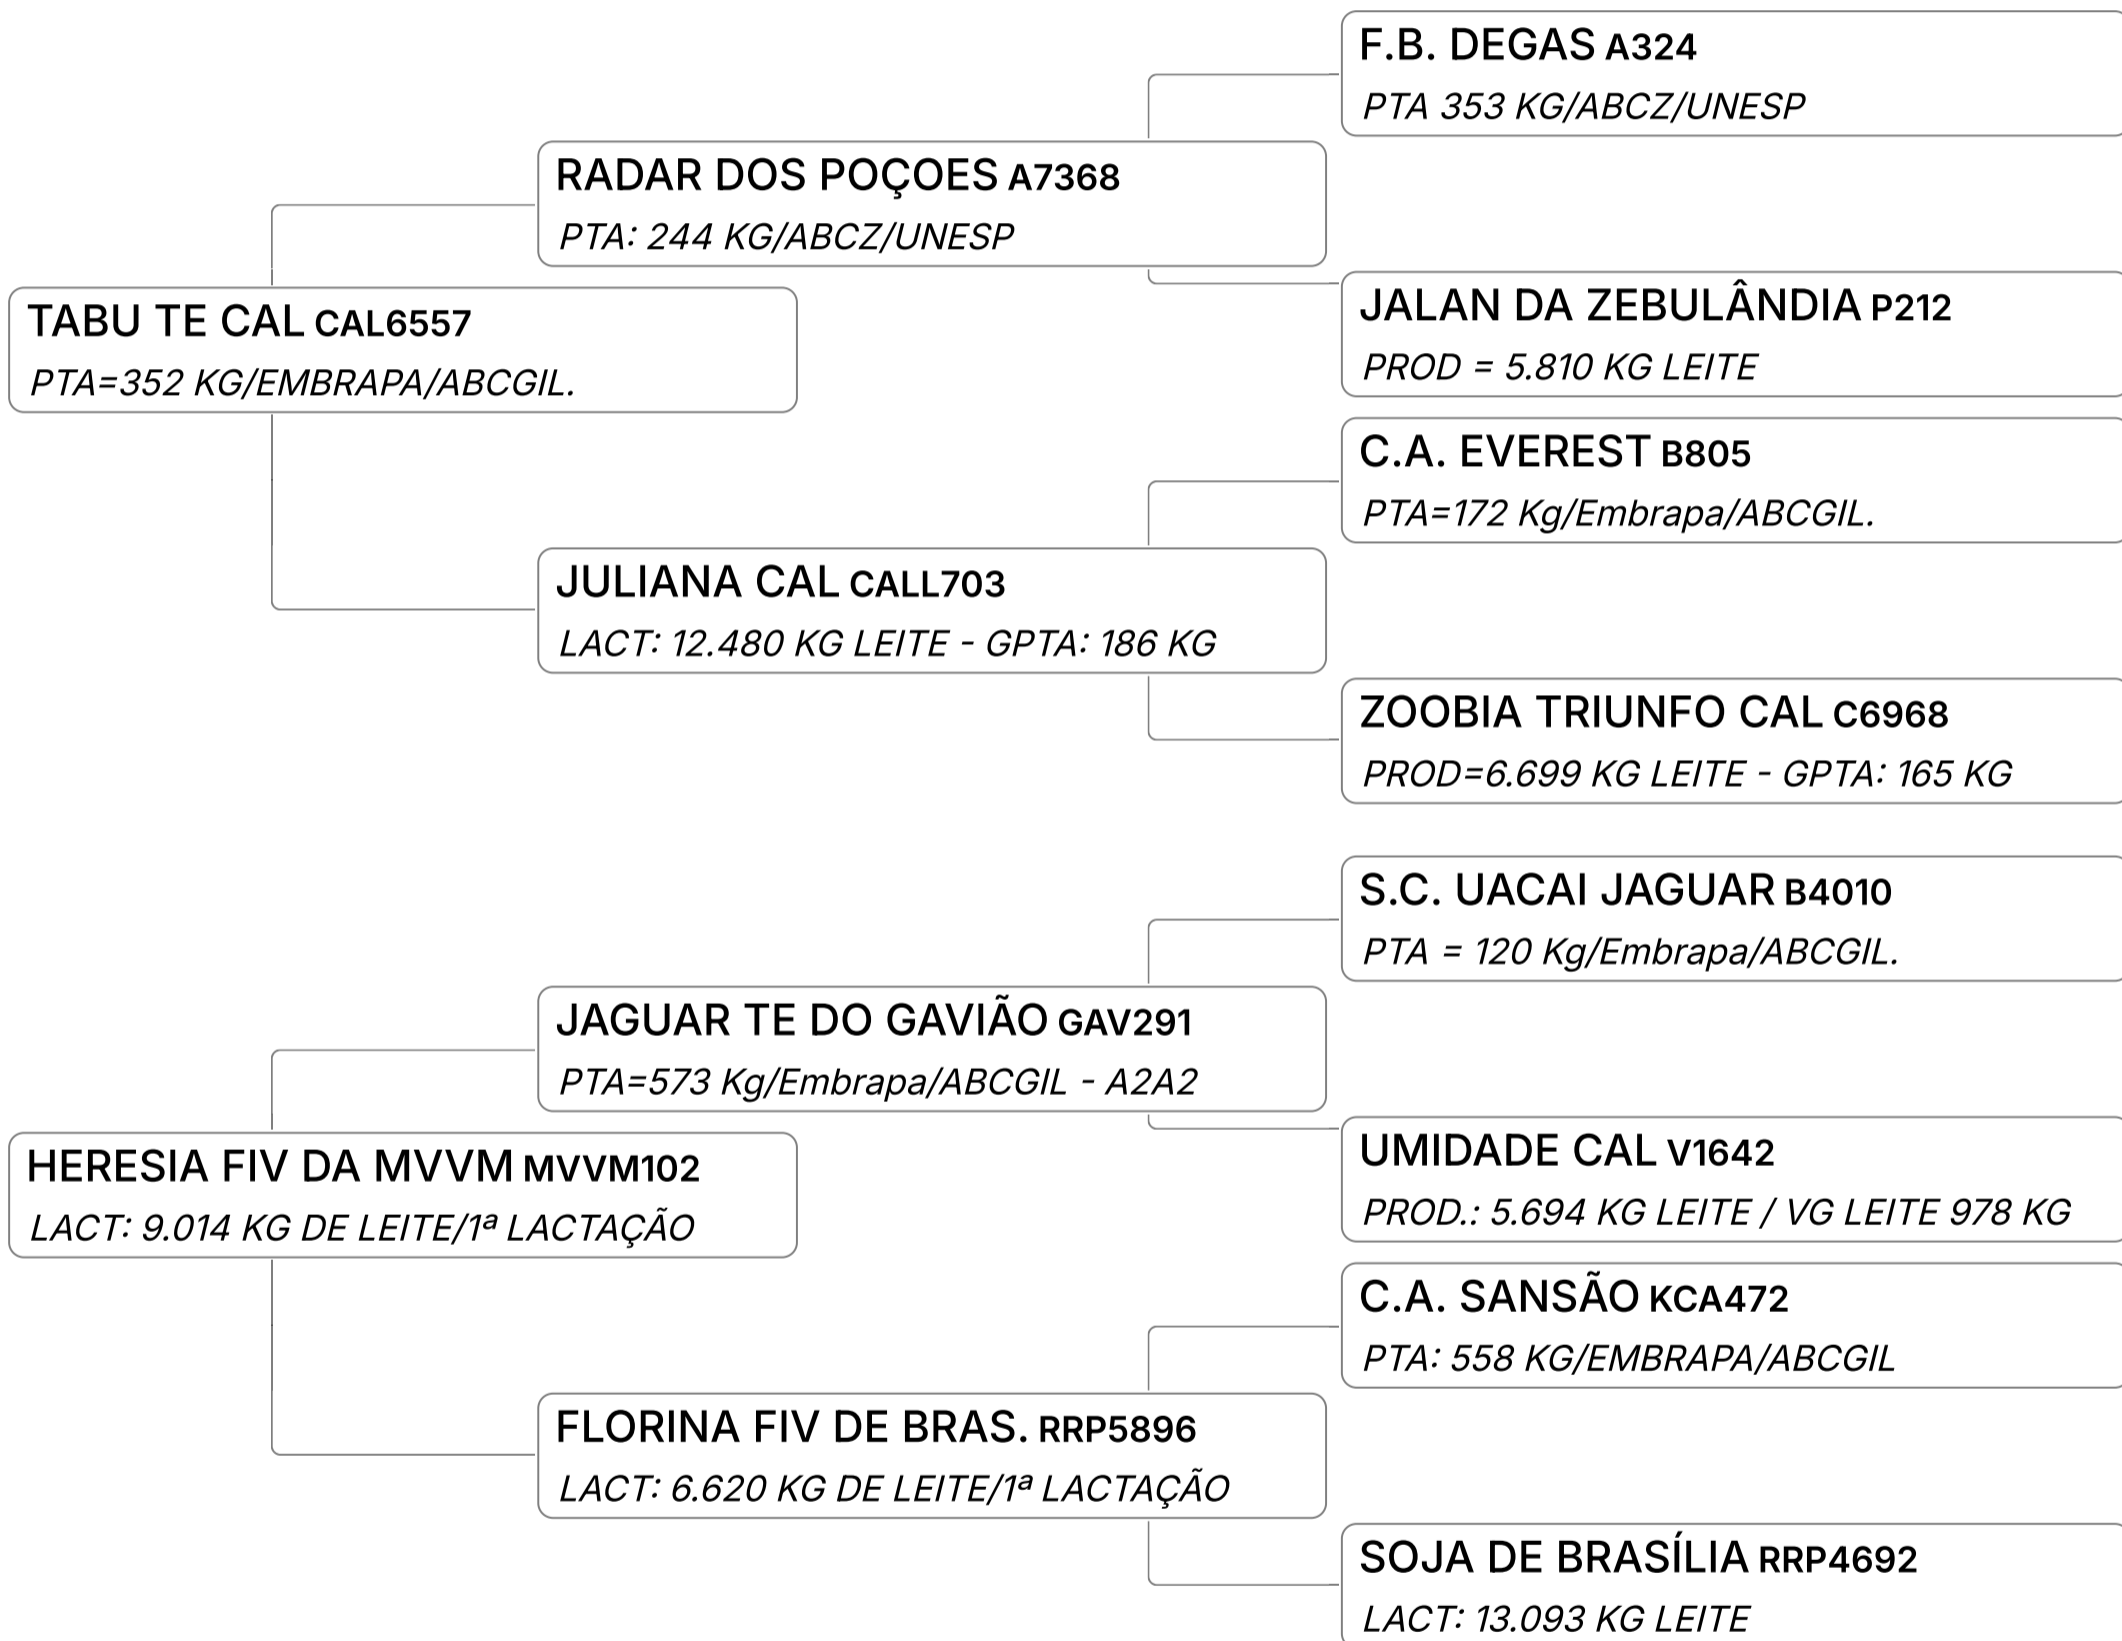 F.B. DEGAS A324
PTA 353 KG/ABCZ/UNESP
RADAR DOS POÇOES A7368
PTA: 244 KG/ABCZ/UNESP
JALAN DA ZEBULÂNDIA P212
PROD = 5.810 KG LEITE
TABU TE CAL CAL6557
PTA=352 KG/EMBRAPA/ABCGIL.
C.A. EVEREST B805
PTA=172 Kg/Embrapa/ABCGIL.
JULIANA CAL CALL703
LACT: 12.480 KG LEITE - GPTA: 186 KG
ZOOBIA TRIUNFO CAL C6968
PROD=6.699 KG LEITE - GPTA: 165 KG
S.C. UACAI JAGUAR B4010
PTA = 120 Kg/Embrapa/ABCGIL.
JAGUAR TE DO GAVIÃO GAV291
PTA=573 Kg/Embrapa/ABCGIL - A2A2
UMIDADE CAL V1642
PROD.: 5.694 KG LEITE / VG LEITE 978 KG
HERESIA FIV DA MVVM MVVM102
LACT: 9.014 KG DE LEITE/1ª LACTAÇÃO
C.A. SANSÃO KCA472
PTA: 558 KG/EMBRAPA/ABCGIL
FLORINA FIV DE BRAS. RRP5896
LACT: 6.620 KG DE LEITE/1ª LACTAÇÃO
SOJA DE BRASÍLIA RRP4692
LACT: 13.093 KG LEITE